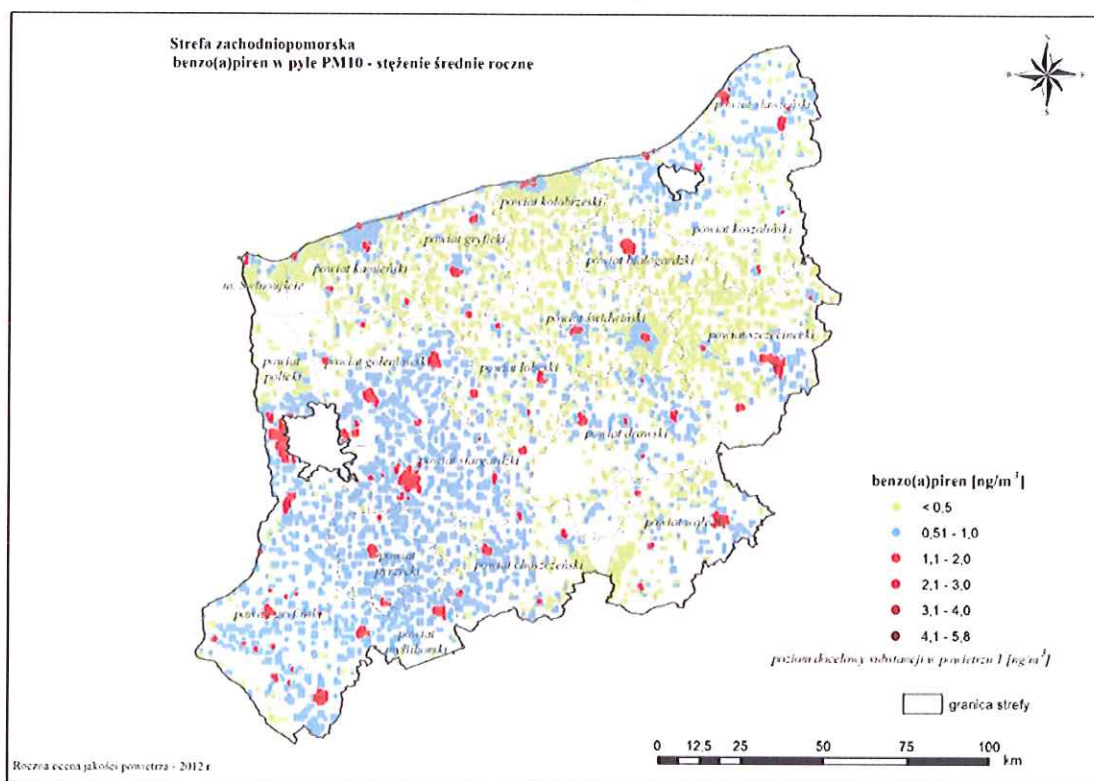 Strefa zachodniopomorska
benzo(a)piren w pyle PM10 - stężenie średnie roczne
powiat sławieński
powiat kołobrzeski
powiat koszaliński
powiat gryficki
powiat białogardzki
powiat kamieński
m. Świnoujście
powiat świdwiński
powiat szczecinecki
powiat
policki
powiat goleniowski
powiat łobeski
powiat drawski
powiat stargardzki
powiat wałecki
powiat
pyrzycki
powiat choszczeński
powiat gryfiński
powiat
myśliborski
benzo(a)piren [ng/m³]
< 0,5
0,51 - 1,0
1,1 - 2,0
2,1 - 3,0
3,1 - 4,0
4,1 - 5,8
poziom docelowy substancji w powietrzu 1 [ng/m³]
granica strefy
0 12,5 25 50 75 100
km
Roczna ocena jakości powietrza - 2012 r